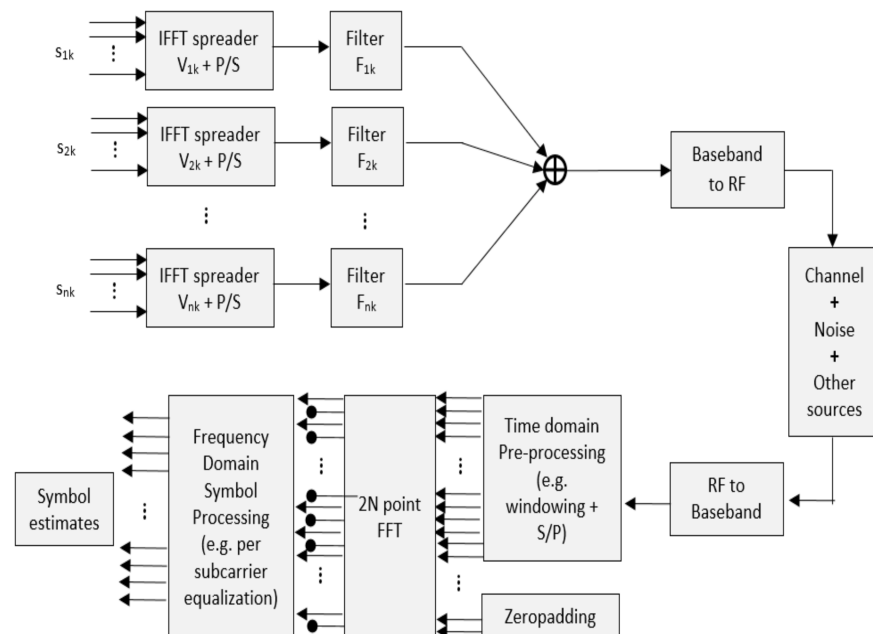 s1k
IFFT spreader
V1k + P/S
Filter
F1k
s2k
IFFT spreader
V2k + P/S
Filter
F2k
Baseband
to RF
snk
IFFT spreader
Vnk + P/S
Filter
Fnk
Channel
+
Noise
+
Other
sources
Symbol
estimates
Frequency
Domain
Symbol
Processing
(e.g. per
subcarrier
equalization)
2N point
FFT
Time domain
Pre-processing
(e.g.
windowing +
S/P)
RF to
Baseband
Zeropadding